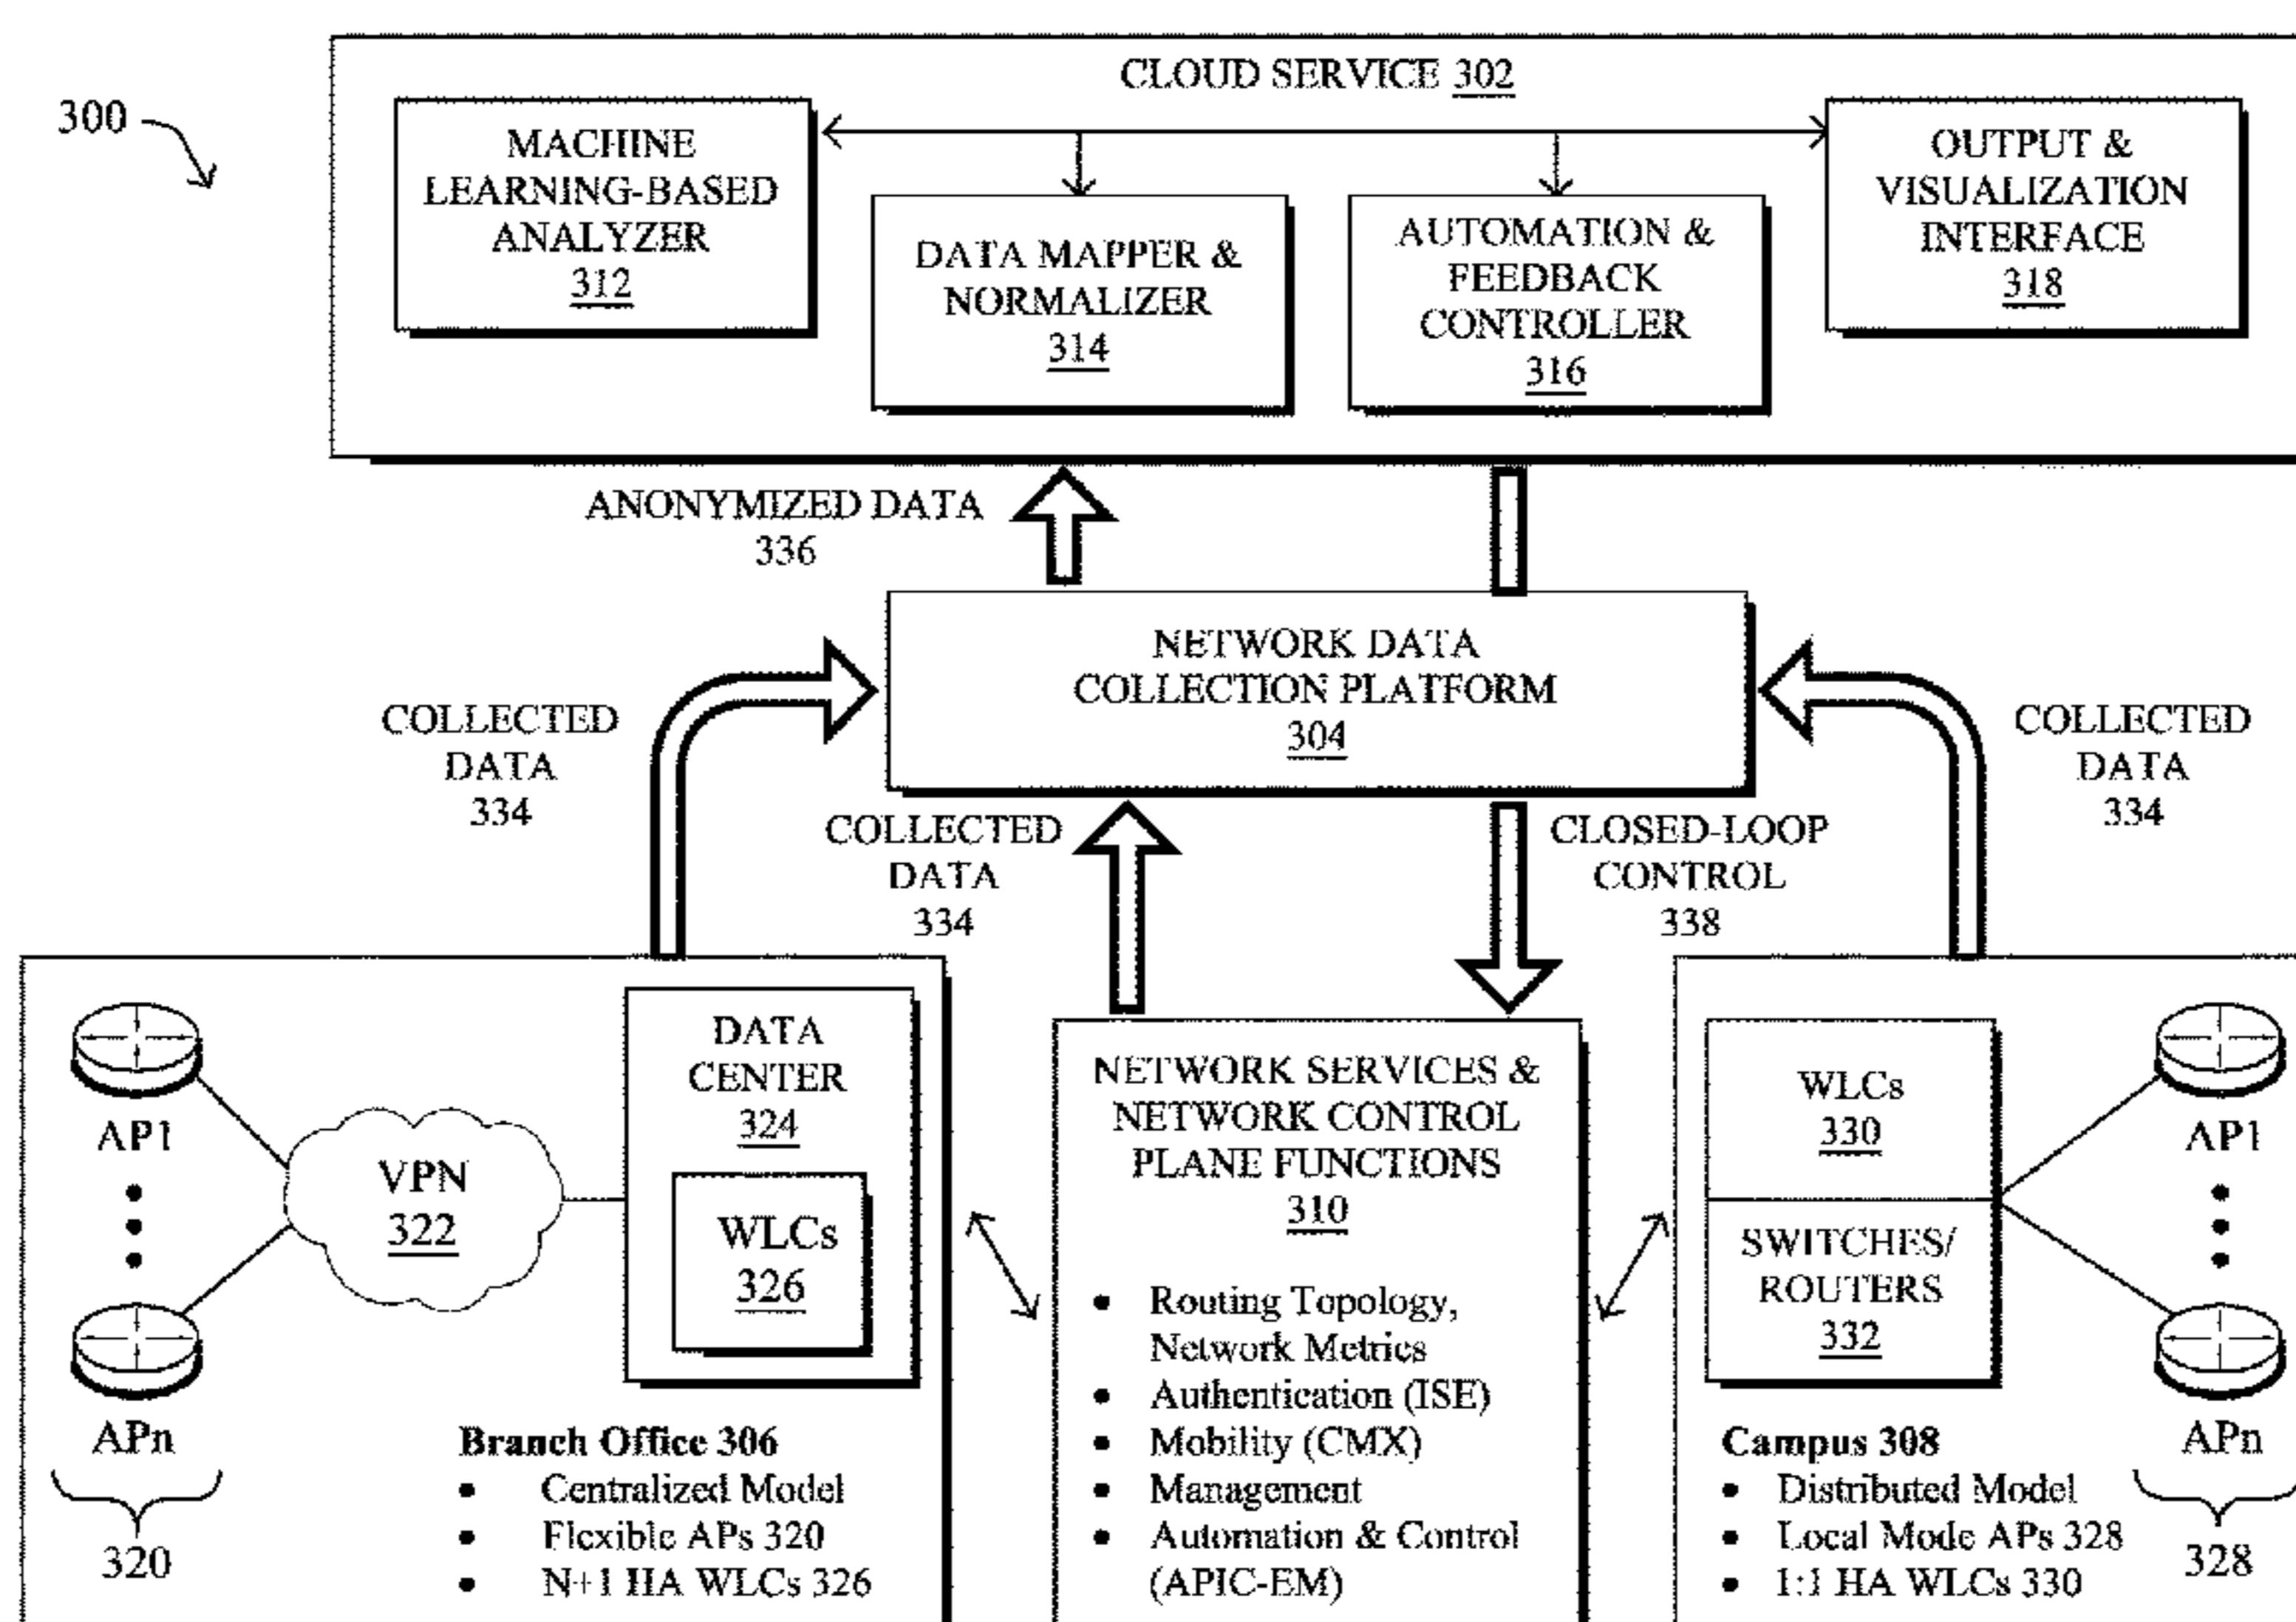 300
CLOUD SERVICE 302
MACHINE
LEARNING-BASED
ANALYZER
312
DATA MAPPER &
NORMALIZER
314
AUTOMATION &
FEEDBACK
CONTROLLER
316
OUTPUT &
VISUALIZATION
INTERFACE
318
ANONYMIZED DATA
336
NETWORK DATA
COLLECTION PLATFORM
304
COLLECTED
DATA
334
COLLECTED
DATA
334
CLOSED-LOOP
CONTROL
338
COLLECTED
DATA
334
AP1
APn
320
VPN
322
DATA
CENTER
324
WLCs
326
Branch Office 306
• Centralized Model
• Flexible APs 320
• N+1 HA WLCs 326
NETWORK SERVICES &
NETWORK CONTROL
PLANE FUNCTIONS
310
• Routing Topology,
Network Metrics
• Authentication (ISE)
• Mobility (CMX)
• Management
• Automation & Control
(APIC-EM)
WLCs
330
SWITCHES/
ROUTERS
332
AP1
APn
328
Campus 308
• Distributed Model
• Local Mode APs 328
• 1:1 HA WLCs 330